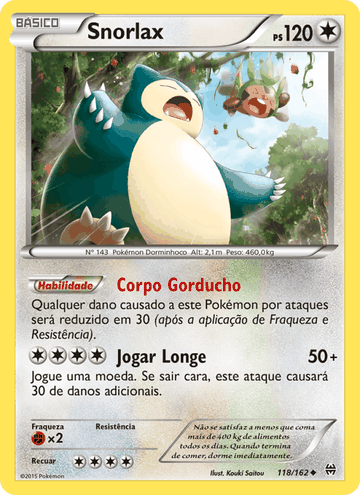 BÁSICO
Snorlax
PS120
Nº 143 Pokémon Dorminhoco Alt: 2,1m Peso: 460,0kg
Habilidade Corpo Gorducho
Qualquer dano causado a este Pokémon por ataques
será reduzido em 30 (após a aplicação de Fraqueza e
Resistência).
Jogar Longe 50+
Jogue uma moeda. Se sair cara, este ataque causará
30 de danos adicionais.
Fraqueza
×2
Resistência
Recuar
Não se satisfaz a menos que coma
mais de 400 kg de alimentos
todos os dias. Quando termina
de comer, dorme imediatamente.
©2015 Pokémon
Ilust. Kouki Saitou
118/162